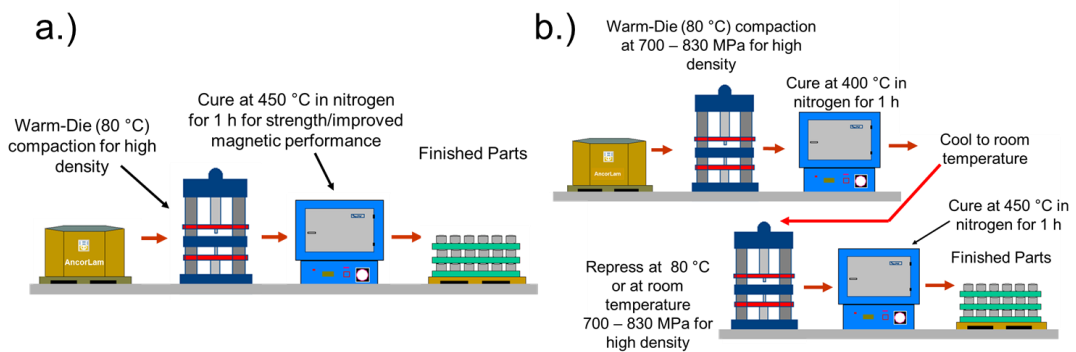 a.)
Warm-Die (80 °C)
compaction for high
density
Cure at 450 °C in nitrogen
for 1 h for strength/improved
magnetic performance
Finished Parts
AncorLam
b.)
Warm-Die (80 °C) compaction
at 700 – 830 MPa for high
density
Cure at 400 °C in
nitrogen for 1 h
AncorLam
Cool to room
temperature
Repress at 80 °C
or at room
temperature
700 – 830 MPa for
high density
Cure at 450 °C in
nitrogen for 1 h
Finished Parts